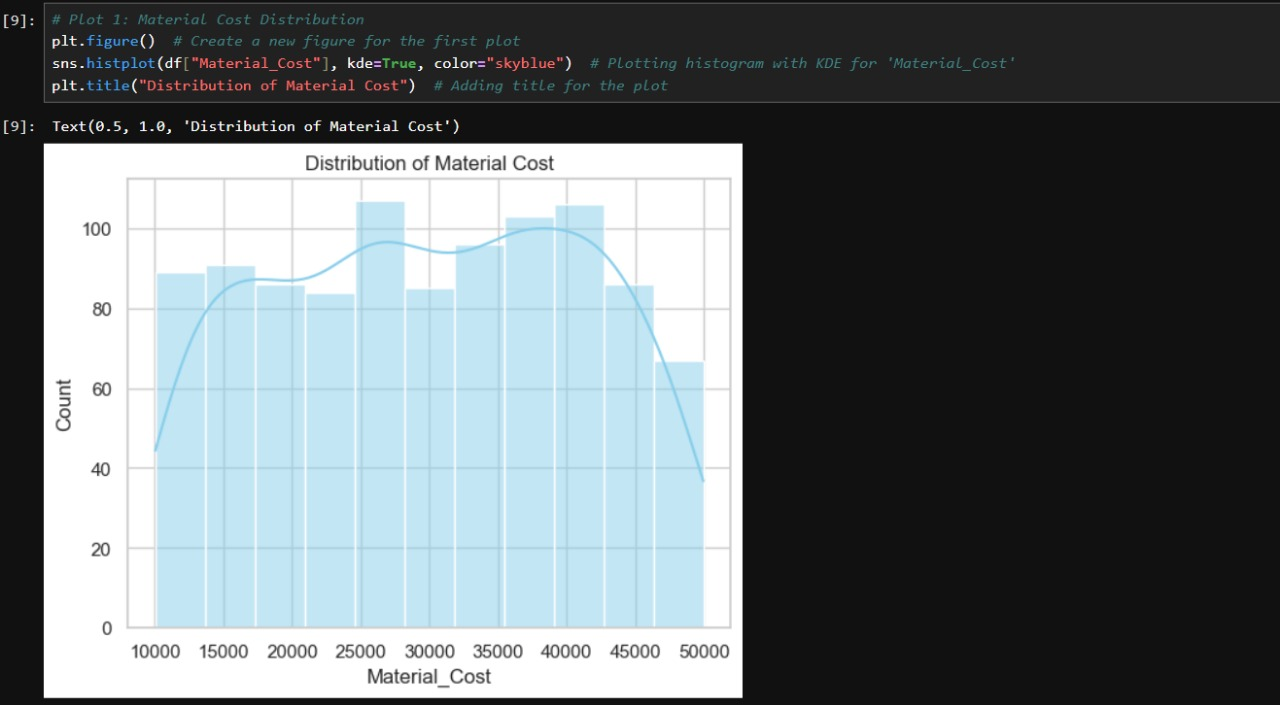 [9]: # Plot 1: Material Cost Distribution
plt.figure()  # Create a new figure for the first plot
sns.histplot(df["Material_Cost"], kde=True, color="skyblue")  # Plotting histogram with KDE for 'Material_Cost'
plt.title("Distribution of Material Cost")  # Adding title for the plot
[9]: Text(0.5, 1.0, 'Distribution of Material Cost')
Distribution of Material Cost
100
80
60
40
20
0
Count
10000 15000 20000 25000 30000 35000 40000 45000 50000
Material_Cost